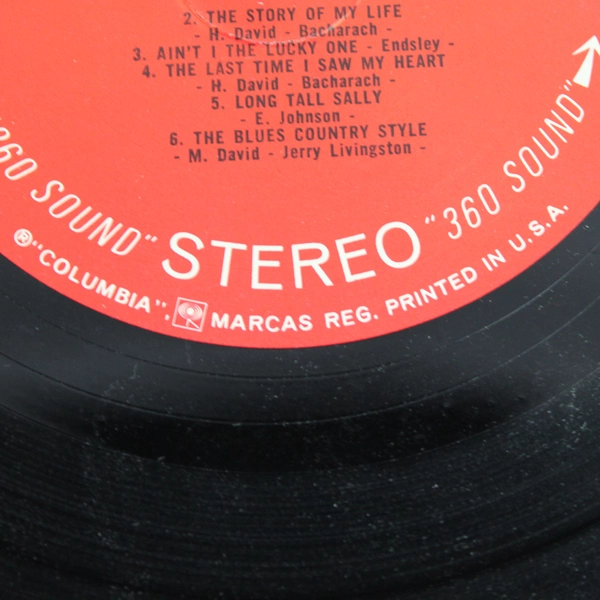 2. THE STORY OF MY LIFE
- H. David - Bacharach -
3. AIN'T I THE LUCKY ONE - Endsley -
4. THE LAST TIME I SAW MY HEART
- H. David - Bacharach -
5. LONG TALL SALLY
- E. Johnson -
6. THE BLUES COUNTRY STYLE
- M. David - Jerry Livingston -
"360 SOUND" STEREO "360 SOUND"
® "COLUMBIA", MARCAS REG. PRINTED IN U.S.A.